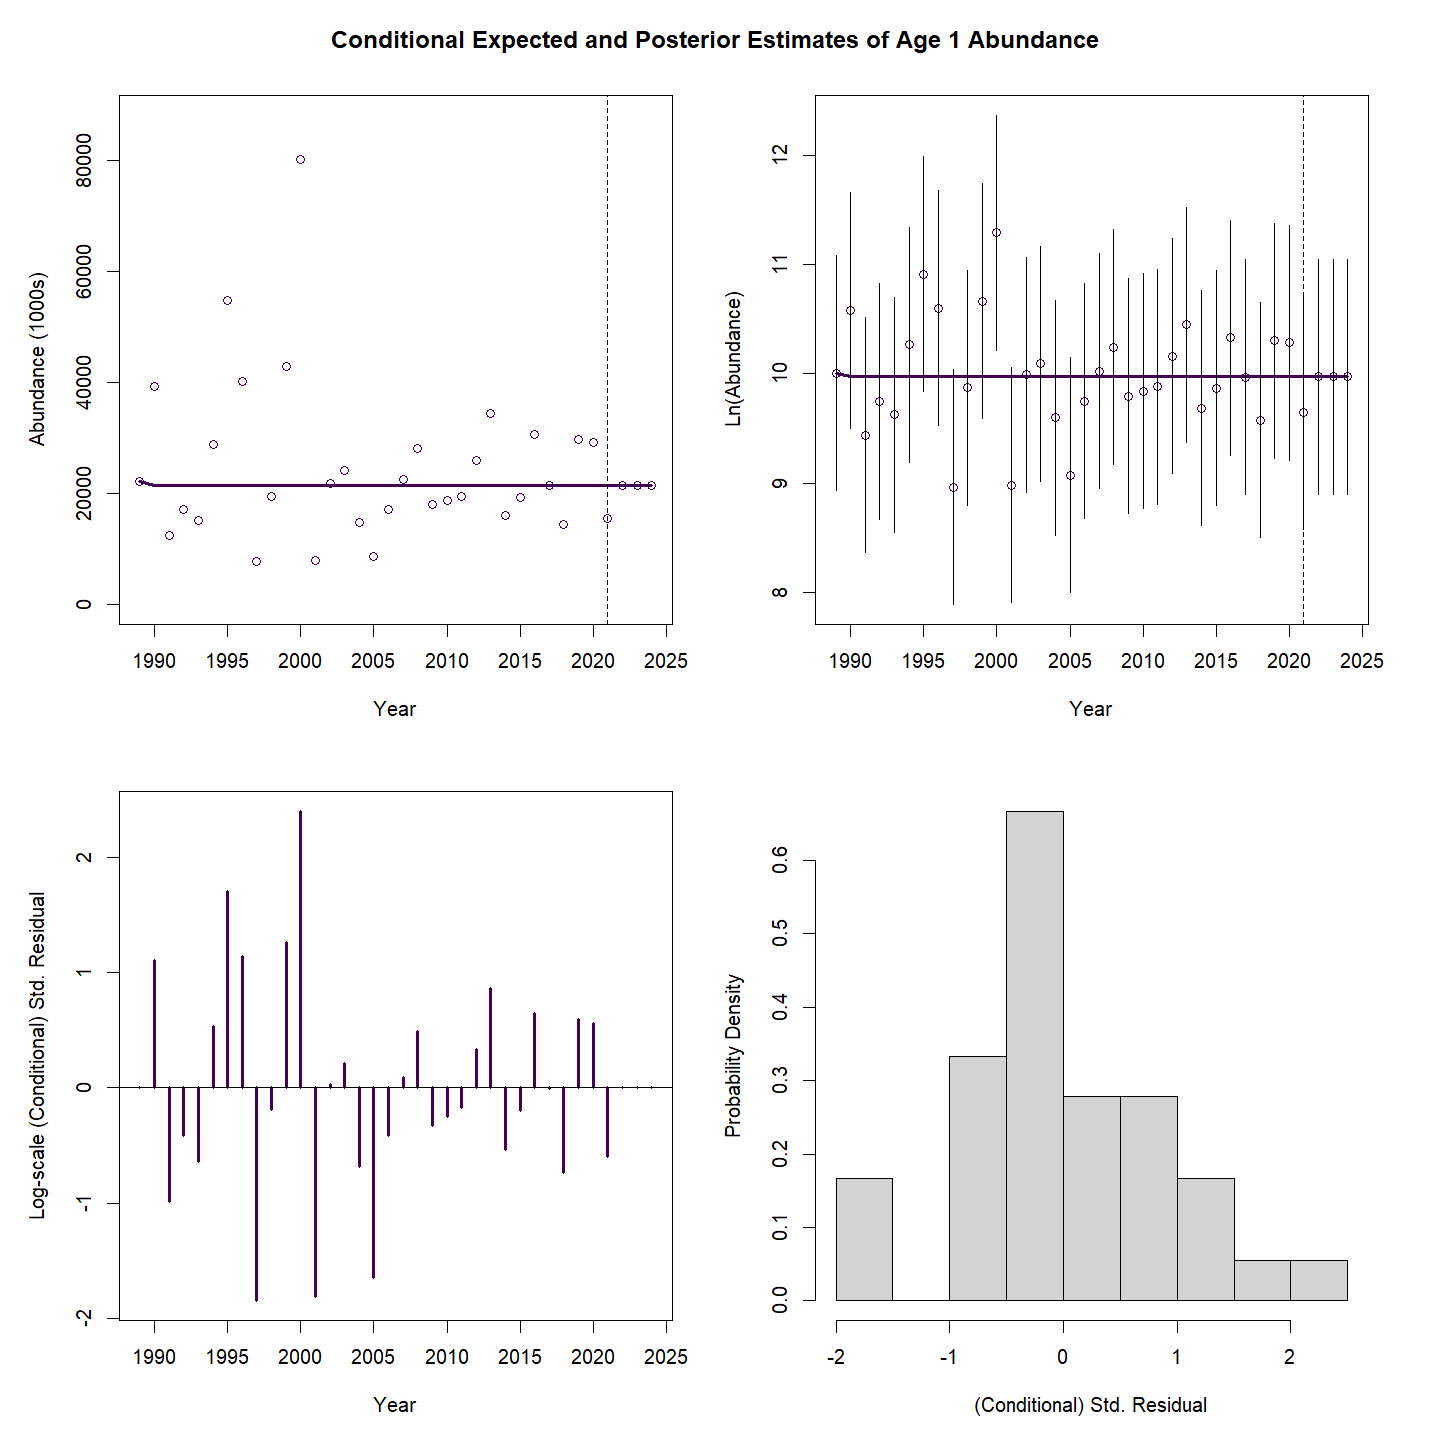 Conditional Expected and Posterior Estimates of Age 1 Abundance
Abundance (1000s)
80000
60000
40000
20000
0
1990 1995 2000 2005 2010 2015 2020 2025
Year
Ln(Abundance)
12
11
10
9
8
1990 1995 2000 2005 2010 2015 2020 2025
Year
Log-scale (Conditional) Std. Residual
2
1
0
-1
-2
1990 1995 2000 2005 2010 2015 2020 2025
Year
Probability Density
0.6
0.5
0.4
0.3
0.2
0.1
0.0
-2 -1 0 1 2
(Conditional) Std. Residual